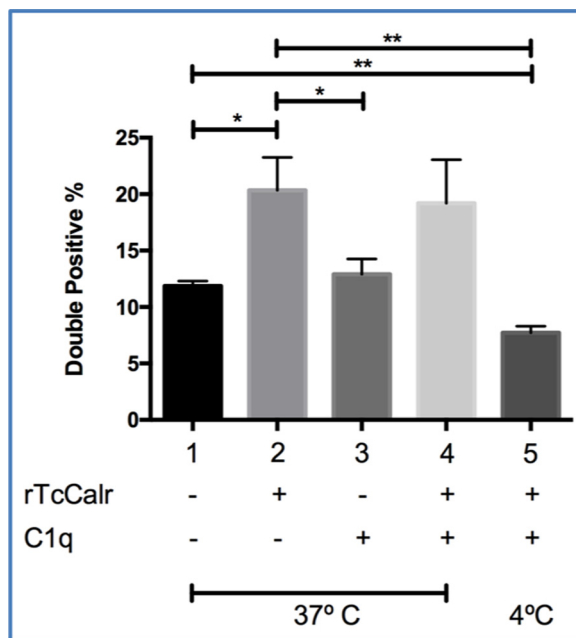 **
**
*
*
25
20
15
10
5
0
Double Positive %
1 2 3 4 5
rTcCalr - + - + +
C1q - - + + +
37º C 4ºC